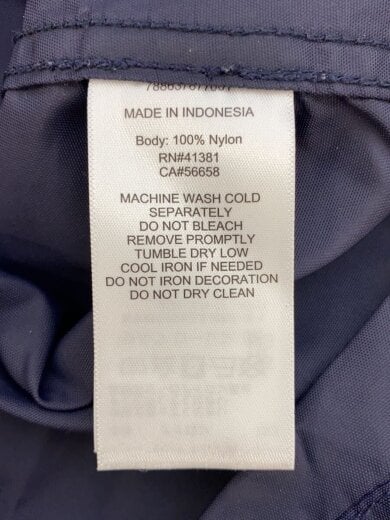 MADE IN INDONESIA
Body: 100% Nylon
RN#41381
CA#56658
MACHINE WASH COLD
SEPARATELY
DO NOT BLEACH
REMOVE PROMPTLY
TUMBLE DRY LOW
COOL IRON IF NEEDED
DO NOT IRON DECORATION
DO NOT DRY CLEAN